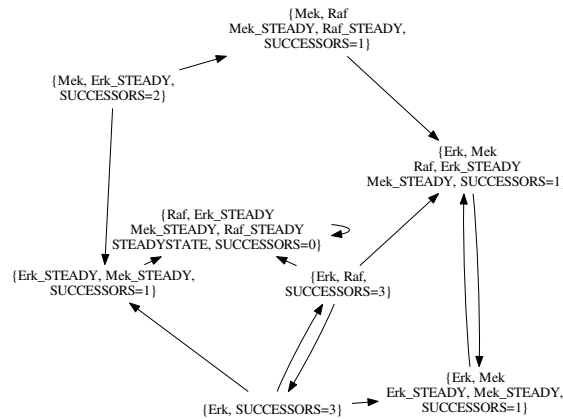 {Mek, Raf
Mek_STEADY, Raf_STEADY,
SUCCESSORS=1}
{Mek, Erk_STEADY,
SUCCESSORS=2}
{Erk, Mek
Raf, Erk_STEADY
Mek_STEADY, SUCCESSORS=1}
{Raf, Erk_STEADY
Mek_STEADY, Raf_STEADY
STEADYSTATE, SUCCESSORS=0}
{Erk_STEADY, Mek_STEADY,
SUCCESSORS=1}
{Erk, Raf,
SUCCESSORS=3}
{Erk, SUCCESSORS=3}
{Erk, Mek
Erk_STEADY, Mek_STEADY,
SUCCESSORS=1}